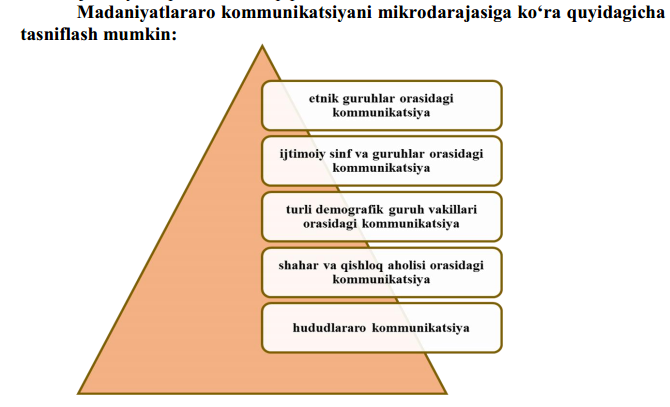 Madaniyatlararo kommunikatsiyani mikrodarajasiga ko‘ra quyidagicha
tasniflash mumkin:
etnik guruhlar orasidagi
kommunikatsiya
ijtimoiy sinf va guruhlar orasidagi
kommunikatsiya
turli demografik guruh vakillari
orasidagi kommunikatsiya
shahar va qishloq aholisi orasidagi
kommunikatsiya
hududlararo kommunikatsiya